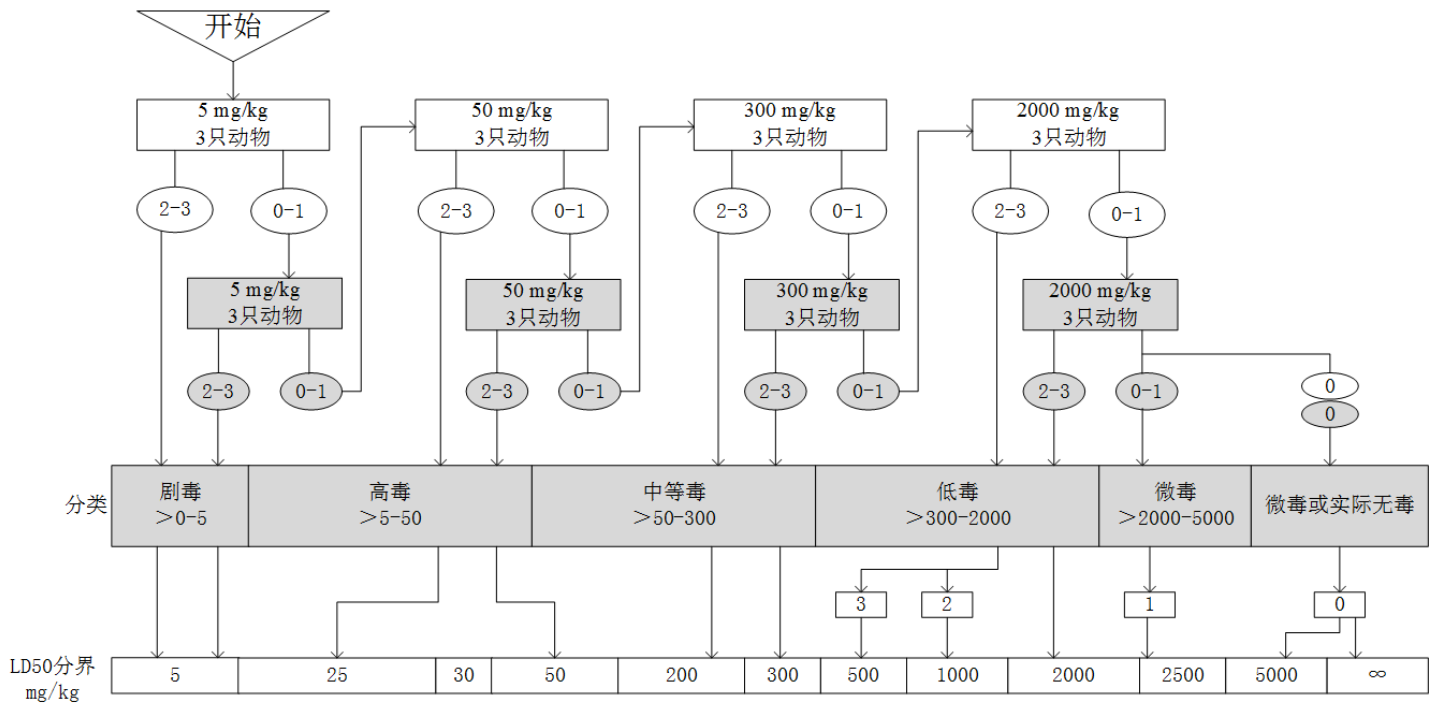 开始
5 mg/kg
3只动物
50 mg/kg
3只动物
300 mg/kg
3只动物
2000 mg/kg
3只动物
2-3
0-1
2-3
0-1
2-3
0-1
2-3
0-1
5 mg/kg
3只动物
50 mg/kg
3只动物
300 mg/kg
3只动物
2000 mg/kg
3只动物
2-3
0-1
2-3
0-1
2-3
0-1
2-3
0-1
0
0
分类
剧毒
＞0-5
高毒
＞5-50
中等毒
＞50-300
低毒
＞300-2000
微毒
＞2000-5000
微毒或实际无毒
3
2
1
0
LD50分界
mg/kg
5
25
30
50
200
300
500
1000
2000
2500
5000
∞